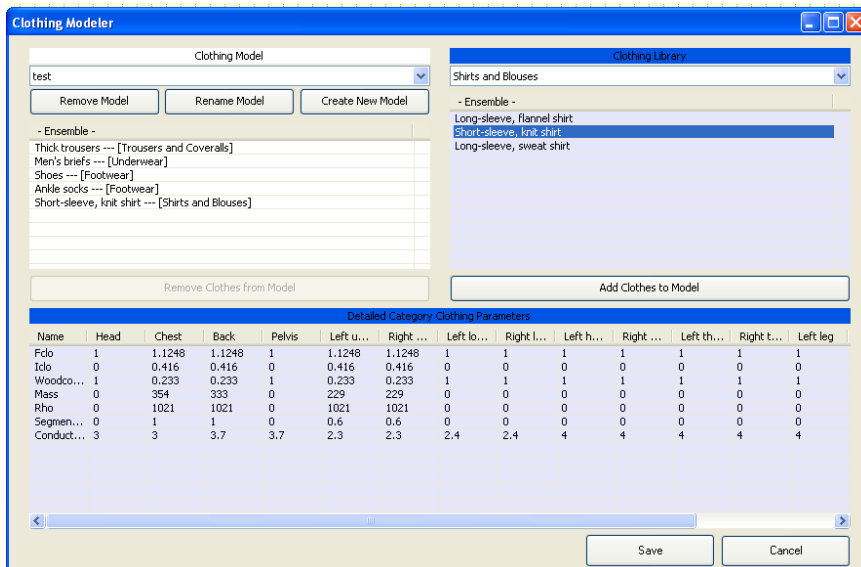 Clothing Modeler
Clothing Model
test
Remove Model Rename Model Create New Model
- Ensemble -
Thick trousers --- [Trousers and Coveralls]
Men's briefs --- [Underwear]
Shoes --- [Footwear]
Ankle socks --- [Footwear]
Short-sleeve, knit shirt --- [Shirts and Blouses]
Remove Clothes from Model
Clothing Library
Shirts and Blouses
- Ensemble -
Long-sleeve, flannel shirt
Short-sleeve, knit shirt
Long-sleeve, sweat shirt
Add Clothes to Model
Detailed Category Clothing Parameters
Name Head Chest Back Pelvis Left u... Right ... Left lo... Right l... Left h... Right ... Left th... Right t... Left leg
Fclo 1 1.1248 1.1248 1 1.1248 1.1248 1 1 1 1 1 1 1
Iclo 0 0.416 0.416 0 0.416 0.416 0 0 0 0 0 0 0
Woodco... 1 0.233 0.233 1 0.233 0.233 1 1 1 1 1 1 1
Mass 0 354 333 0 229 229 0 0 0 0 0 0 0
Rho 0 1021 1021 0 1021 1021 0 0 0 0 0 0 0
Segmen... 0 1 1 0 0.6 0.6 0 0 0 0 0 0 0
Conduct... 3 3 3.7 3.7 2.3 2.3 2.4 2.4 4 4 4 4 4
Save Cancel